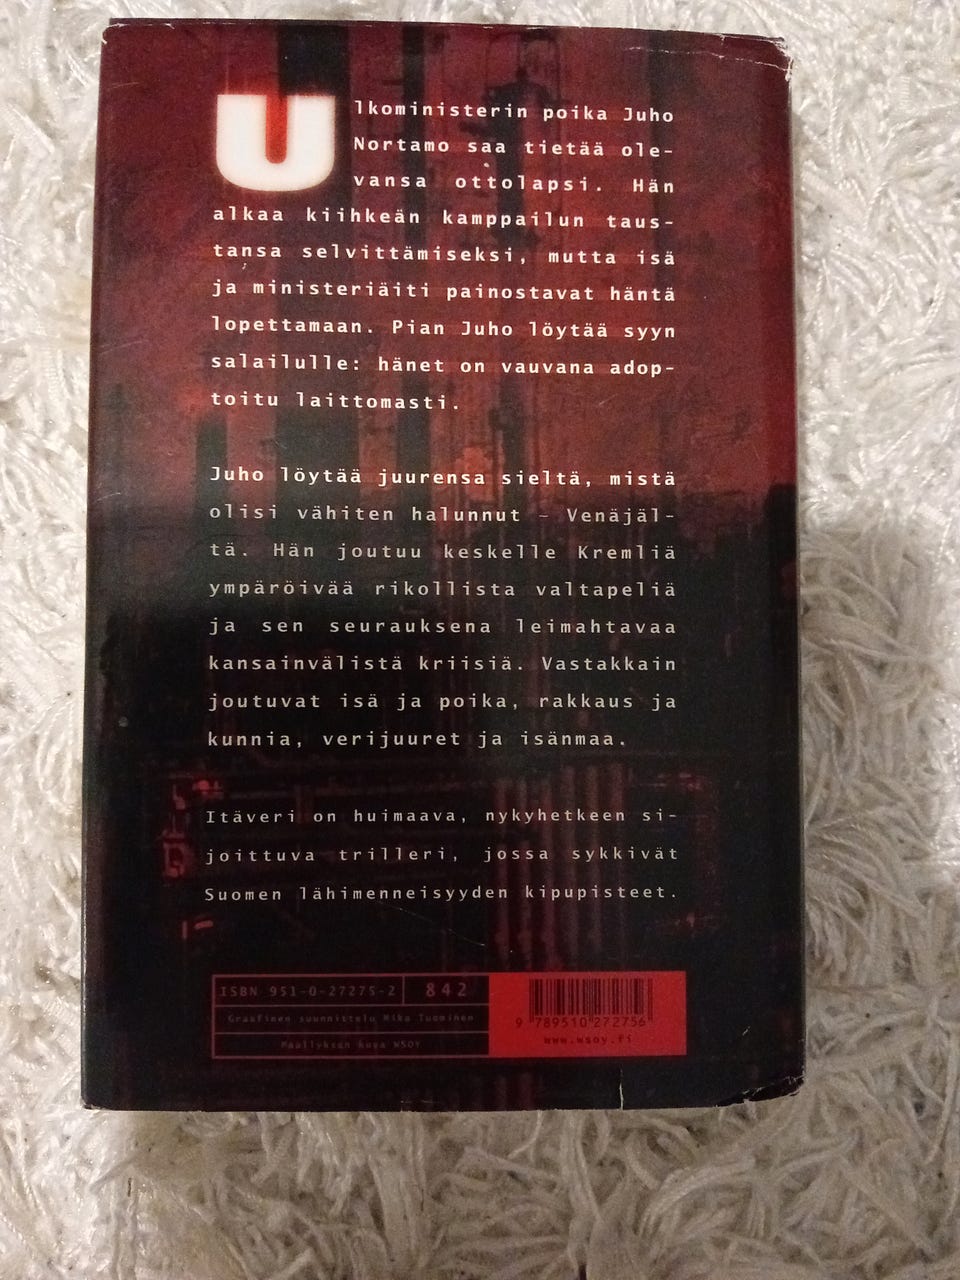 Ulkoministerin poika Juho
Nortamo saa tietää ole-
vansa ottolapsi. Hän
alkaa kiihkeän kamppailun taus-
tansa selvittämiseksi, mutta isä
ja ministeriäiti painostavat häntä
lopettamaan. Pian Juho löytää syyn
salailulle: hänet on vauvana adop-
toitu laittomasti.
Juho löytää juurensa sieltä, mistä
olisi vähiten halunnut – Venäjäl-
tä. Hän joutuu keskelle Kremliä
ympäröivää rikollista valtapeliä
ja sen seurauksena leimahtavaa
kansainvälistä kriisiä. Vastakkain
joutuvat isä ja poika, rakkaus ja
kunnia, verijuuret ja isänmaa.
Itäveri on huimaava, nykyhetkeen si-
joittuva trilleri, jossa sykkivät
Suomen lähimenneisyyden kipupisteet.
ISBN 951-0-27275-2 842
Graafinen suunnittelu Mika Tuominen
Päällyksen kuva WSOY
9 789510 272756
www.wsoy.fi